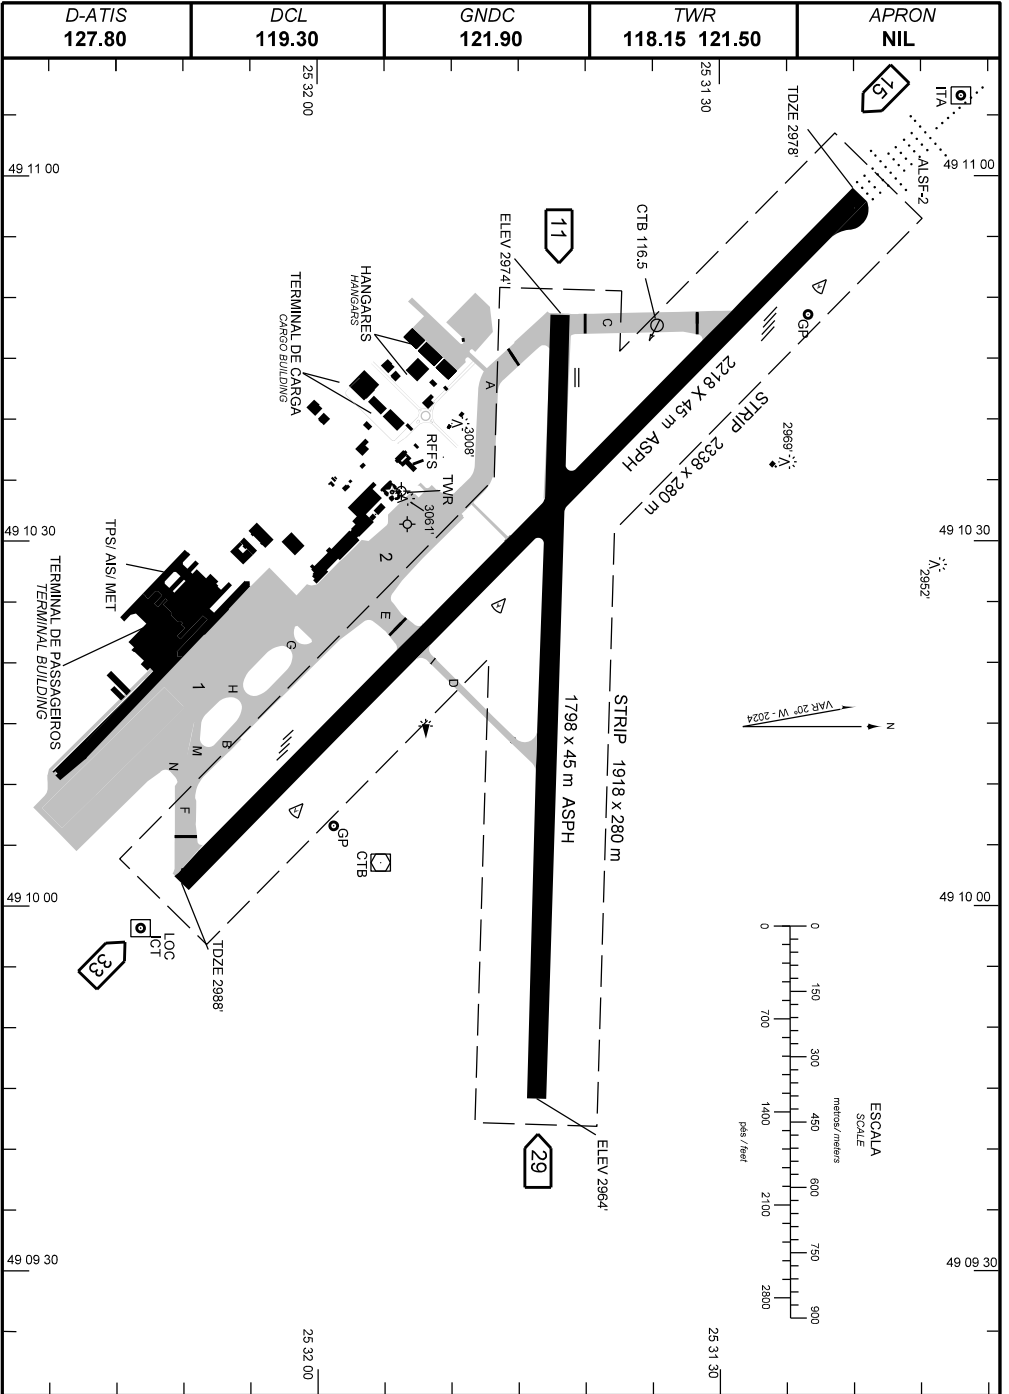 D-ATIS
127.80
DCL
119.30
GNDC
121.90
TWR
118.15 121.50
APRON
NIL
25 32 00
25 31 30
15
ITA
TDZE 2978'
ALSF-2
49 11 00
49 11 00
11
ELEV 2974'
CTB 116.5
C
GP
HANGARES
HANGARS
TERMINAL DE CARGA
CARGO BUILDING
A
2218 X 45 m ASPH
STRIP 2338 x 280 m
3008'
2969'
RFFS
TWR
3061'
49 10 30
49 10 30
2952'
2
E
D
G
H
1
B
M
N
F
TPS/ AIS/ MET
TERMINAL DE PASSAGEIROS
TERMINAL BUILDING
1798 x 45 m ASPH
STRIP 1918 x 280 m
VAR 20° W - 2024
N
GP
CTB
49 10 00
49 10 00
LOC
ICT
33
TDZE 2988'
29
ELEV 2964'
ESCALA
SCALE
metros/ meters
0 150 300 450 600 750 900
0 700 1400 2100 2800
pés / feet
49 09 30
49 09 30
25 32 00
25 31 30